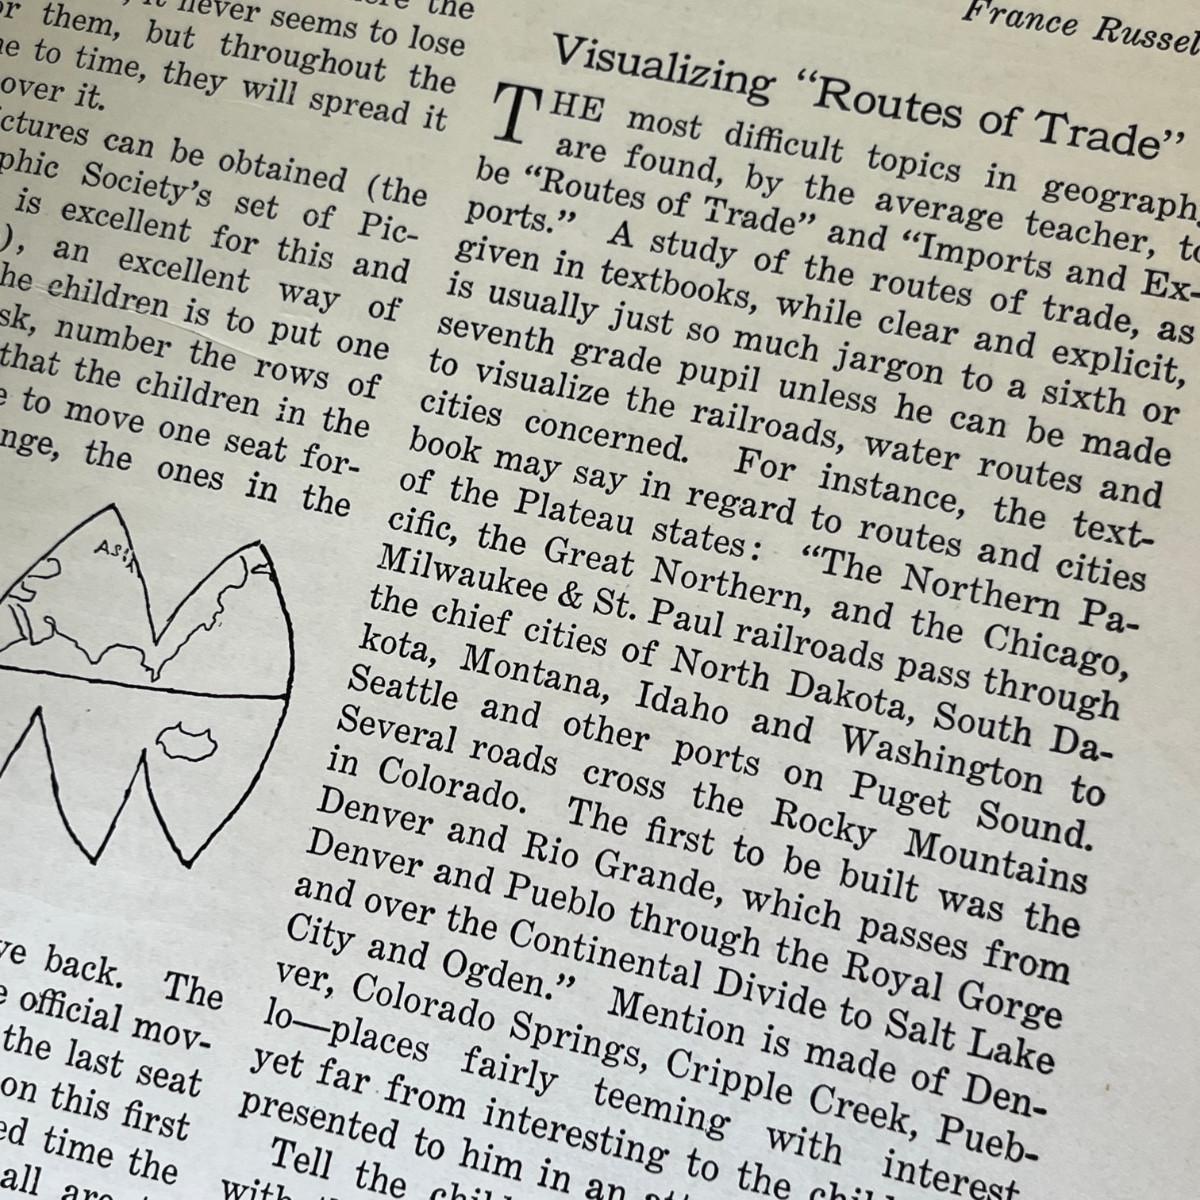 the
never seems to lose
them, but throughout the
to time, they will spread it
over it.
can be obtained (the
Society's set of Pic-
is excellent for this and
), an excellent way of
children is to put one
number the rows of
that the children in the
to move one seat for-
the ones in the
Asia
back. The
official mov-
the last seat
on this first
time the
all are
France Russel
Visualizing "Routes of Trade"
THE most difficult topics in geography
are found, by the average teacher, to
be "Routes of Trade" and "Imports and Ex-
ports." A study of the routes of trade, as
given in textbooks, while clear and explicit,
is usually just so much jargon to a sixth or
seventh grade pupil unless he can be made
to visualize the railroads, water routes and
cities concerned. For instance, the text-
book may say in regard to routes and cities
of the Plateau states: "The Northern Pa-
cific, the Great Northern, and the Chicago,
Milwaukee & St. Paul railroads pass through
the chief cities of North Dakota, South Da-
kota, Montana, Idaho and Washington to
Seattle and other ports on Puget Sound.
Several roads cross the Rocky Mountains
in Colorado. The first to be built was the
Denver and Rio Grande, which passes from
Denver and Pueblo through the Royal Gorge
and over the Continental Divide to Salt Lake
City and Ogden." Mention is made of Den-
ver, Colorado Springs, Cripple Creek, Pueb-
lo—places fairly teeming with interest
yet far from interesting to the
presented to him in an
Tell the
with